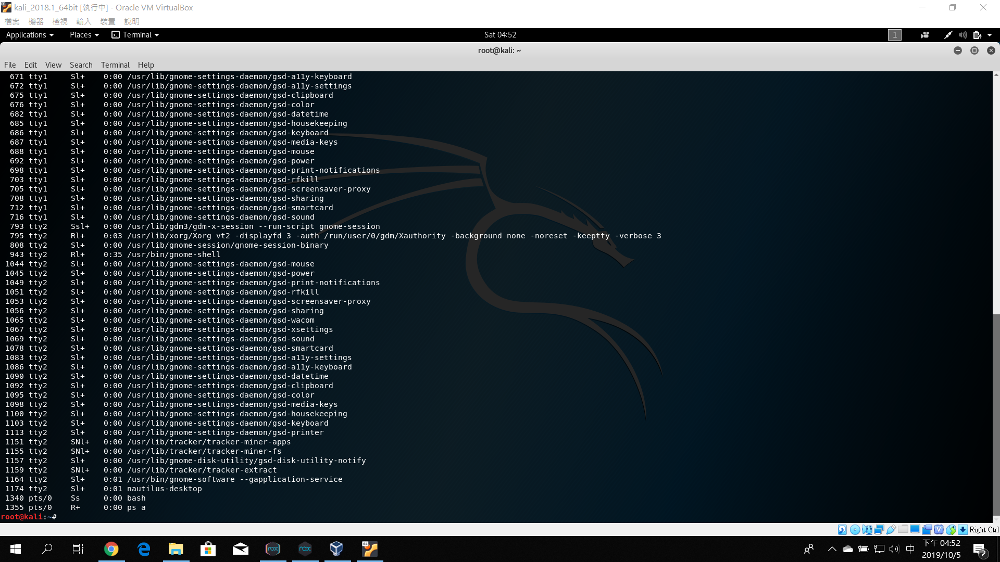 kali_2018.1_64bit [執行中] - Oracle VM VirtualBox
檔案 機器 檢視 輸入 裝置 說明
Applications Places Terminal Sat 04:52 1
root@kali: ~
File Edit View Search Terminal Help
671 tty1 Sl+ 0:00 /usr/lib/gnome-settings-daemon/gsd-a11y-keyboard
672 tty1 Sl+ 0:00 /usr/lib/gnome-settings-daemon/gsd-a11y-settings
675 tty1 Sl+ 0:00 /usr/lib/gnome-settings-daemon/gsd-clipboard
676 tty1 Sl+ 0:00 /usr/lib/gnome-settings-daemon/gsd-color
682 tty1 Sl+ 0:00 /usr/lib/gnome-settings-daemon/gsd-datetime
685 tty1 Sl+ 0:00 /usr/lib/gnome-settings-daemon/gsd-housekeeping
686 tty1 Sl+ 0:00 /usr/lib/gnome-settings-daemon/gsd-keyboard
687 tty1 Sl+ 0:00 /usr/lib/gnome-settings-daemon/gsd-media-keys
688 tty1 Sl+ 0:00 /usr/lib/gnome-settings-daemon/gsd-mouse
692 tty1 Sl+ 0:00 /usr/lib/gnome-settings-daemon/gsd-power
698 tty1 Sl+ 0:00 /usr/lib/gnome-settings-daemon/gsd-print-notifications
703 tty1 Sl+ 0:00 /usr/lib/gnome-settings-daemon/gsd-rfkill
705 tty1 Sl+ 0:00 /usr/lib/gnome-settings-daemon/gsd-screensaver-proxy
708 tty1 Sl+ 0:00 /usr/lib/gnome-settings-daemon/gsd-sharing
712 tty1 Sl+ 0:00 /usr/lib/gnome-settings-daemon/gsd-smartcard
716 tty1 Sl+ 0:00 /usr/lib/gnome-settings-daemon/gsd-sound
793 tty2 Ssl+ 0:00 /usr/lib/gdm3/gdm-x-session --run-script gnome-session
795 tty2 Rl+ 0:03 /usr/lib/xorg/Xorg vt2 -displayfd 3 -auth /run/user/0/gdm/Xauthority -background none -noreset -keeptty -verbose 3
808 tty2 Sl+ 0:00 /usr/lib/gnome-session/gnome-session-binary
943 tty2 Rl+ 0:35 /usr/bin/gnome-shell
1044 tty2 Sl+ 0:00 /usr/lib/gnome-settings-daemon/gsd-mouse
1045 tty2 Sl+ 0:00 /usr/lib/gnome-settings-daemon/gsd-power
1049 tty2 Sl+ 0:00 /usr/lib/gnome-settings-daemon/gsd-print-notifications
1051 tty2 Sl+ 0:00 /usr/lib/gnome-settings-daemon/gsd-rfkill
1053 tty2 Sl+ 0:00 /usr/lib/gnome-settings-daemon/gsd-screensaver-proxy
1056 tty2 Sl+ 0:00 /usr/lib/gnome-settings-daemon/gsd-sharing
1065 tty2 Sl+ 0:00 /usr/lib/gnome-settings-daemon/gsd-wacom
1067 tty2 Sl+ 0:00 /usr/lib/gnome-settings-daemon/gsd-xsettings
1069 tty2 Sl+ 0:00 /usr/lib/gnome-settings-daemon/gsd-sound
1078 tty2 Sl+ 0:00 /usr/lib/gnome-settings-daemon/gsd-smartcard
1083 tty2 Sl+ 0:00 /usr/lib/gnome-settings-daemon/gsd-a11y-settings
1086 tty2 Sl+ 0:00 /usr/lib/gnome-settings-daemon/gsd-a11y-keyboard
1090 tty2 Sl+ 0:00 /usr/lib/gnome-settings-daemon/gsd-datetime
1092 tty2 Sl+ 0:00 /usr/lib/gnome-settings-daemon/gsd-clipboard
1095 tty2 Sl+ 0:00 /usr/lib/gnome-settings-daemon/gsd-color
1098 tty2 Sl+ 0:00 /usr/lib/gnome-settings-daemon/gsd-media-keys
1100 tty2 Sl+ 0:00 /usr/lib/gnome-settings-daemon/gsd-housekeeping
1103 tty2 Sl+ 0:00 /usr/lib/gnome-settings-daemon/gsd-keyboard
1113 tty2 Sl+ 0:00 /usr/lib/gnome-settings-daemon/gsd-printer
1151 tty2 SNl+ 0:00 /usr/lib/tracker/tracker-miner-apps
1155 tty2 SNl+ 0:00 /usr/lib/tracker/tracker-miner-fs
1157 tty2 Sl+ 0:00 /usr/lib/gnome-disk-utility/gsd-disk-utility-notify
1159 tty2 SNl+ 0:00 /usr/lib/tracker/tracker-extract
1164 tty2 Sl+ 0:01 /usr/bin/gnome-software --gapplication-service
1174 tty2 Sl+ 0:01 nautilus-desktop
1340 pts/0 Ss 0:00 bash
1355 pts/0 R+ 0:00 ps a
root@kali:~#
Right Ctrl
nox nox 64 中 下午 04:52
2019/10/5 2